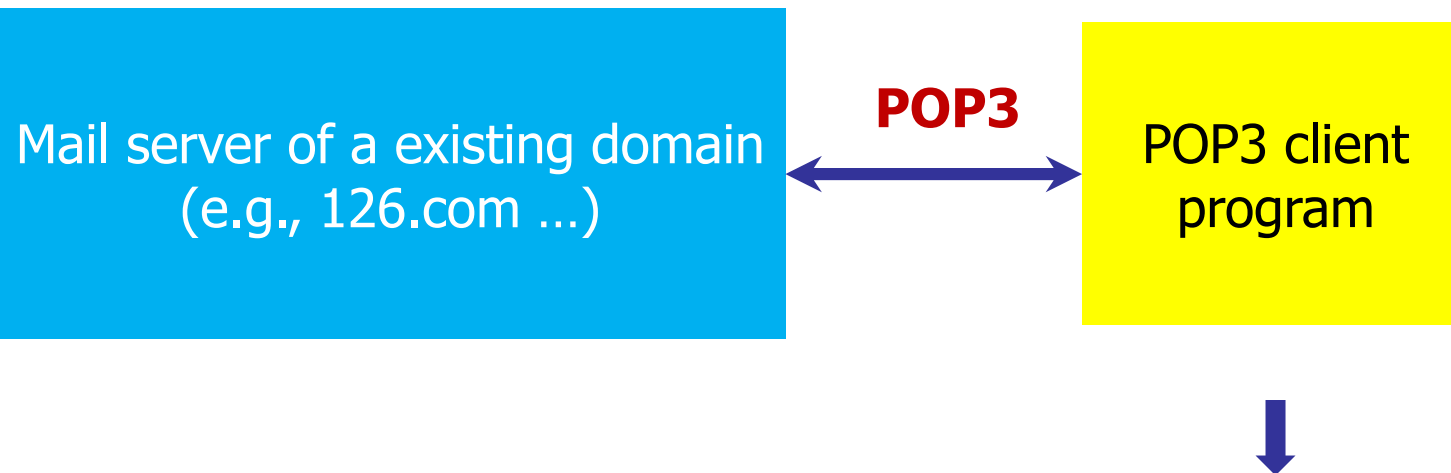 Mail server of a existing domain
(e.g., 126.com ...)
POP3
POP3 client
program